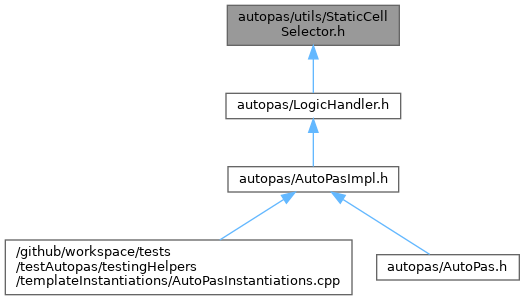 autopas/utils/StaticCell
Selector.h
autopas/LogicHandler.h
autopas/AutoPasImpl.h
/github/workspace/tests
/testAutopas/testingHelpers
/templateInstantiations/AutoPasInstantiations.cpp
autopas/AutoPas.h